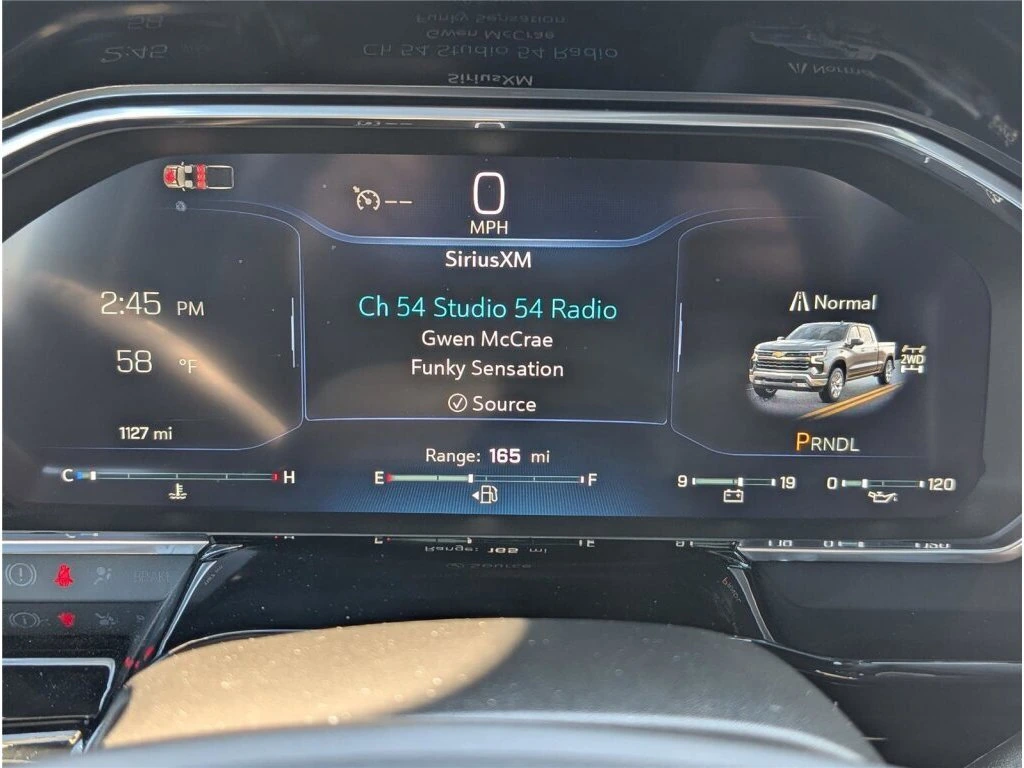 0
MPH
SiriusXM
Ch 54 Studio 54 Radio
Gwen McCrae
Funky Sensation
Source
2:45 PM
58 °F
1127 mi
Normal
2WD
PRNDL
Range: 165 mi
C H
E F
9 19
0 120
BRAKE